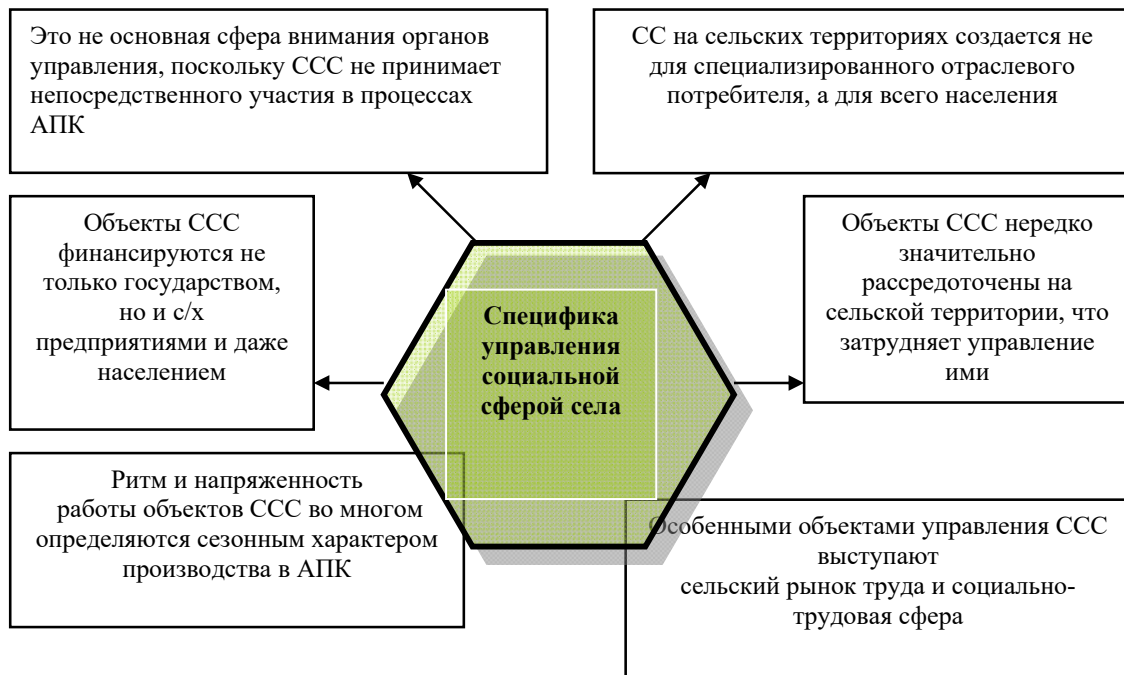 Это не основная сфера внимания органов
управления, поскольку ССС не принимает
непосредственного участия в процессах
АПК
СС на сельских территориях создается не
для специализированного отраслевого
потребителя, а для всего населения
Объекты ССС
финансируются не
только государством,
но и с/х
предприятиями и даже
населением
Специфика
управления
социальной
сферой села
Объекты ССС нередко
значительно
рассредоточены на
сельской территории, что
затрудняет управление
ими
Ритм и напряженность
работы объектов ССС во многом
определяются сезонным характером
производства в АПК
Особенными объектами управления ССС
выступают
сельский рынок труда и социально-
трудовая сфера